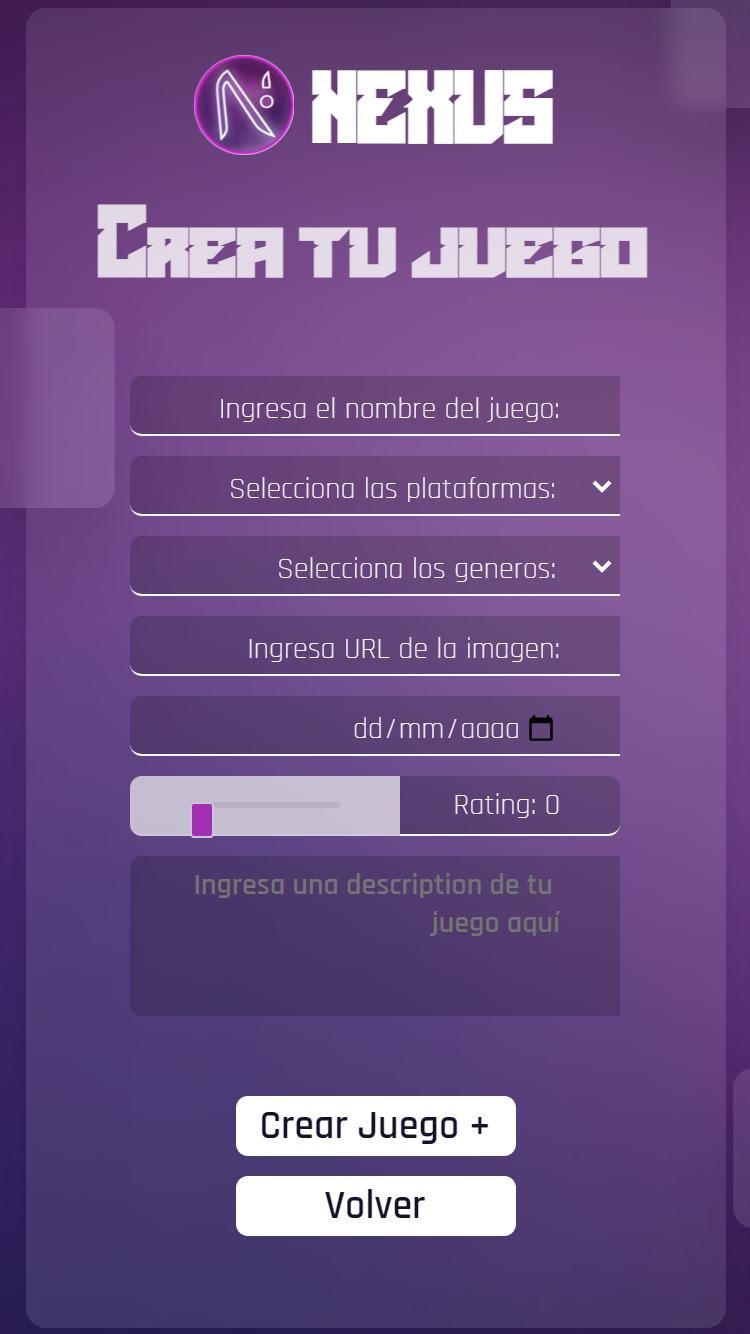 NEXUS
Crea tu juego
Ingresa el nombre del juego:
Selecciona las plataformas:
Selecciona los generos:
Ingresa URL de la imagen:
dd/mm/aaaa
Rating: 0
Ingresa una description de tu
juego aquí
Crear Juego +
Volver